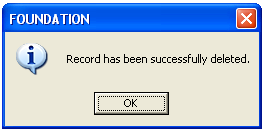 FOUNDATION
Record has been successfully deleted.
OK